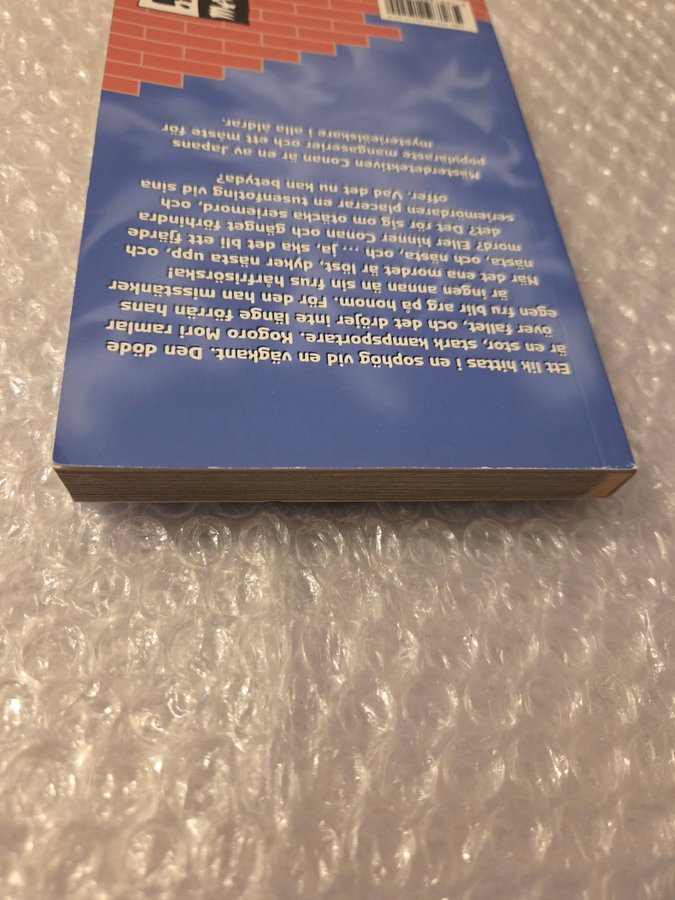 Ett lik hittas i en sophög vid en vägkant. Den döde
är en stor, stark kampsportare. Kogoro Mori ramlar
över fallet, och det dröjer inte länge förrän hans
egen fru blir arg på honom. För den han misstänker
är ingen annan än sin frus hårfrisörska!
När det ena mordet är löst, dyker nästa upp, och
nästa, och nästa, och ... Ja, ska det bli ett fjärde
mord? Eller hinner Conan och gänget förhindra
det? Det rör sig om otäcka seriemord, och
seriemördaren placerar en tusenfoting vid sina
offer. Vad det nu kan betyda?
Mästerdetektiven Conan är en av Japans
populäraste mangaserier och ett måste för
mysterieälskare i alla åldrar.